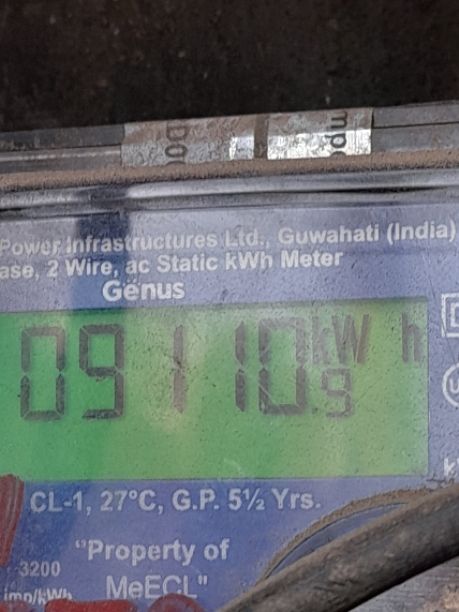 Power Infrastructures Ltd., Guwahati (India)
ase, 2 Wire, ac Static kWh Meter
Genus
09110.9 kWh
CL-1, 27°C, G.P. 5½ Yrs.
3200
imp/kWh
"Property of
MeECL"